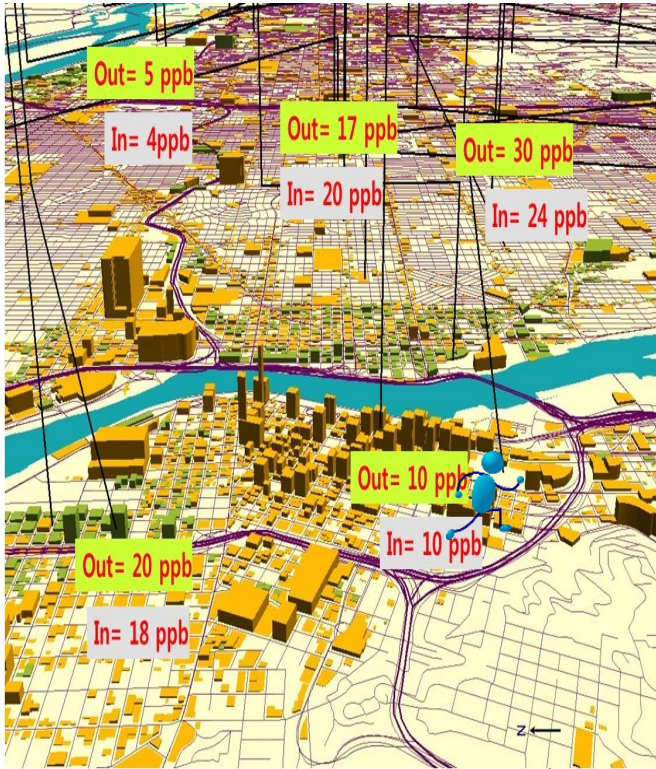 Out= 5 ppb
In= 4ppb
Out= 17 ppb
In= 20 ppb
Out= 30 ppb
In= 24 ppb
Out= 10 ppb
In= 10 ppb
Out= 20 ppb
In= 18 ppb
z